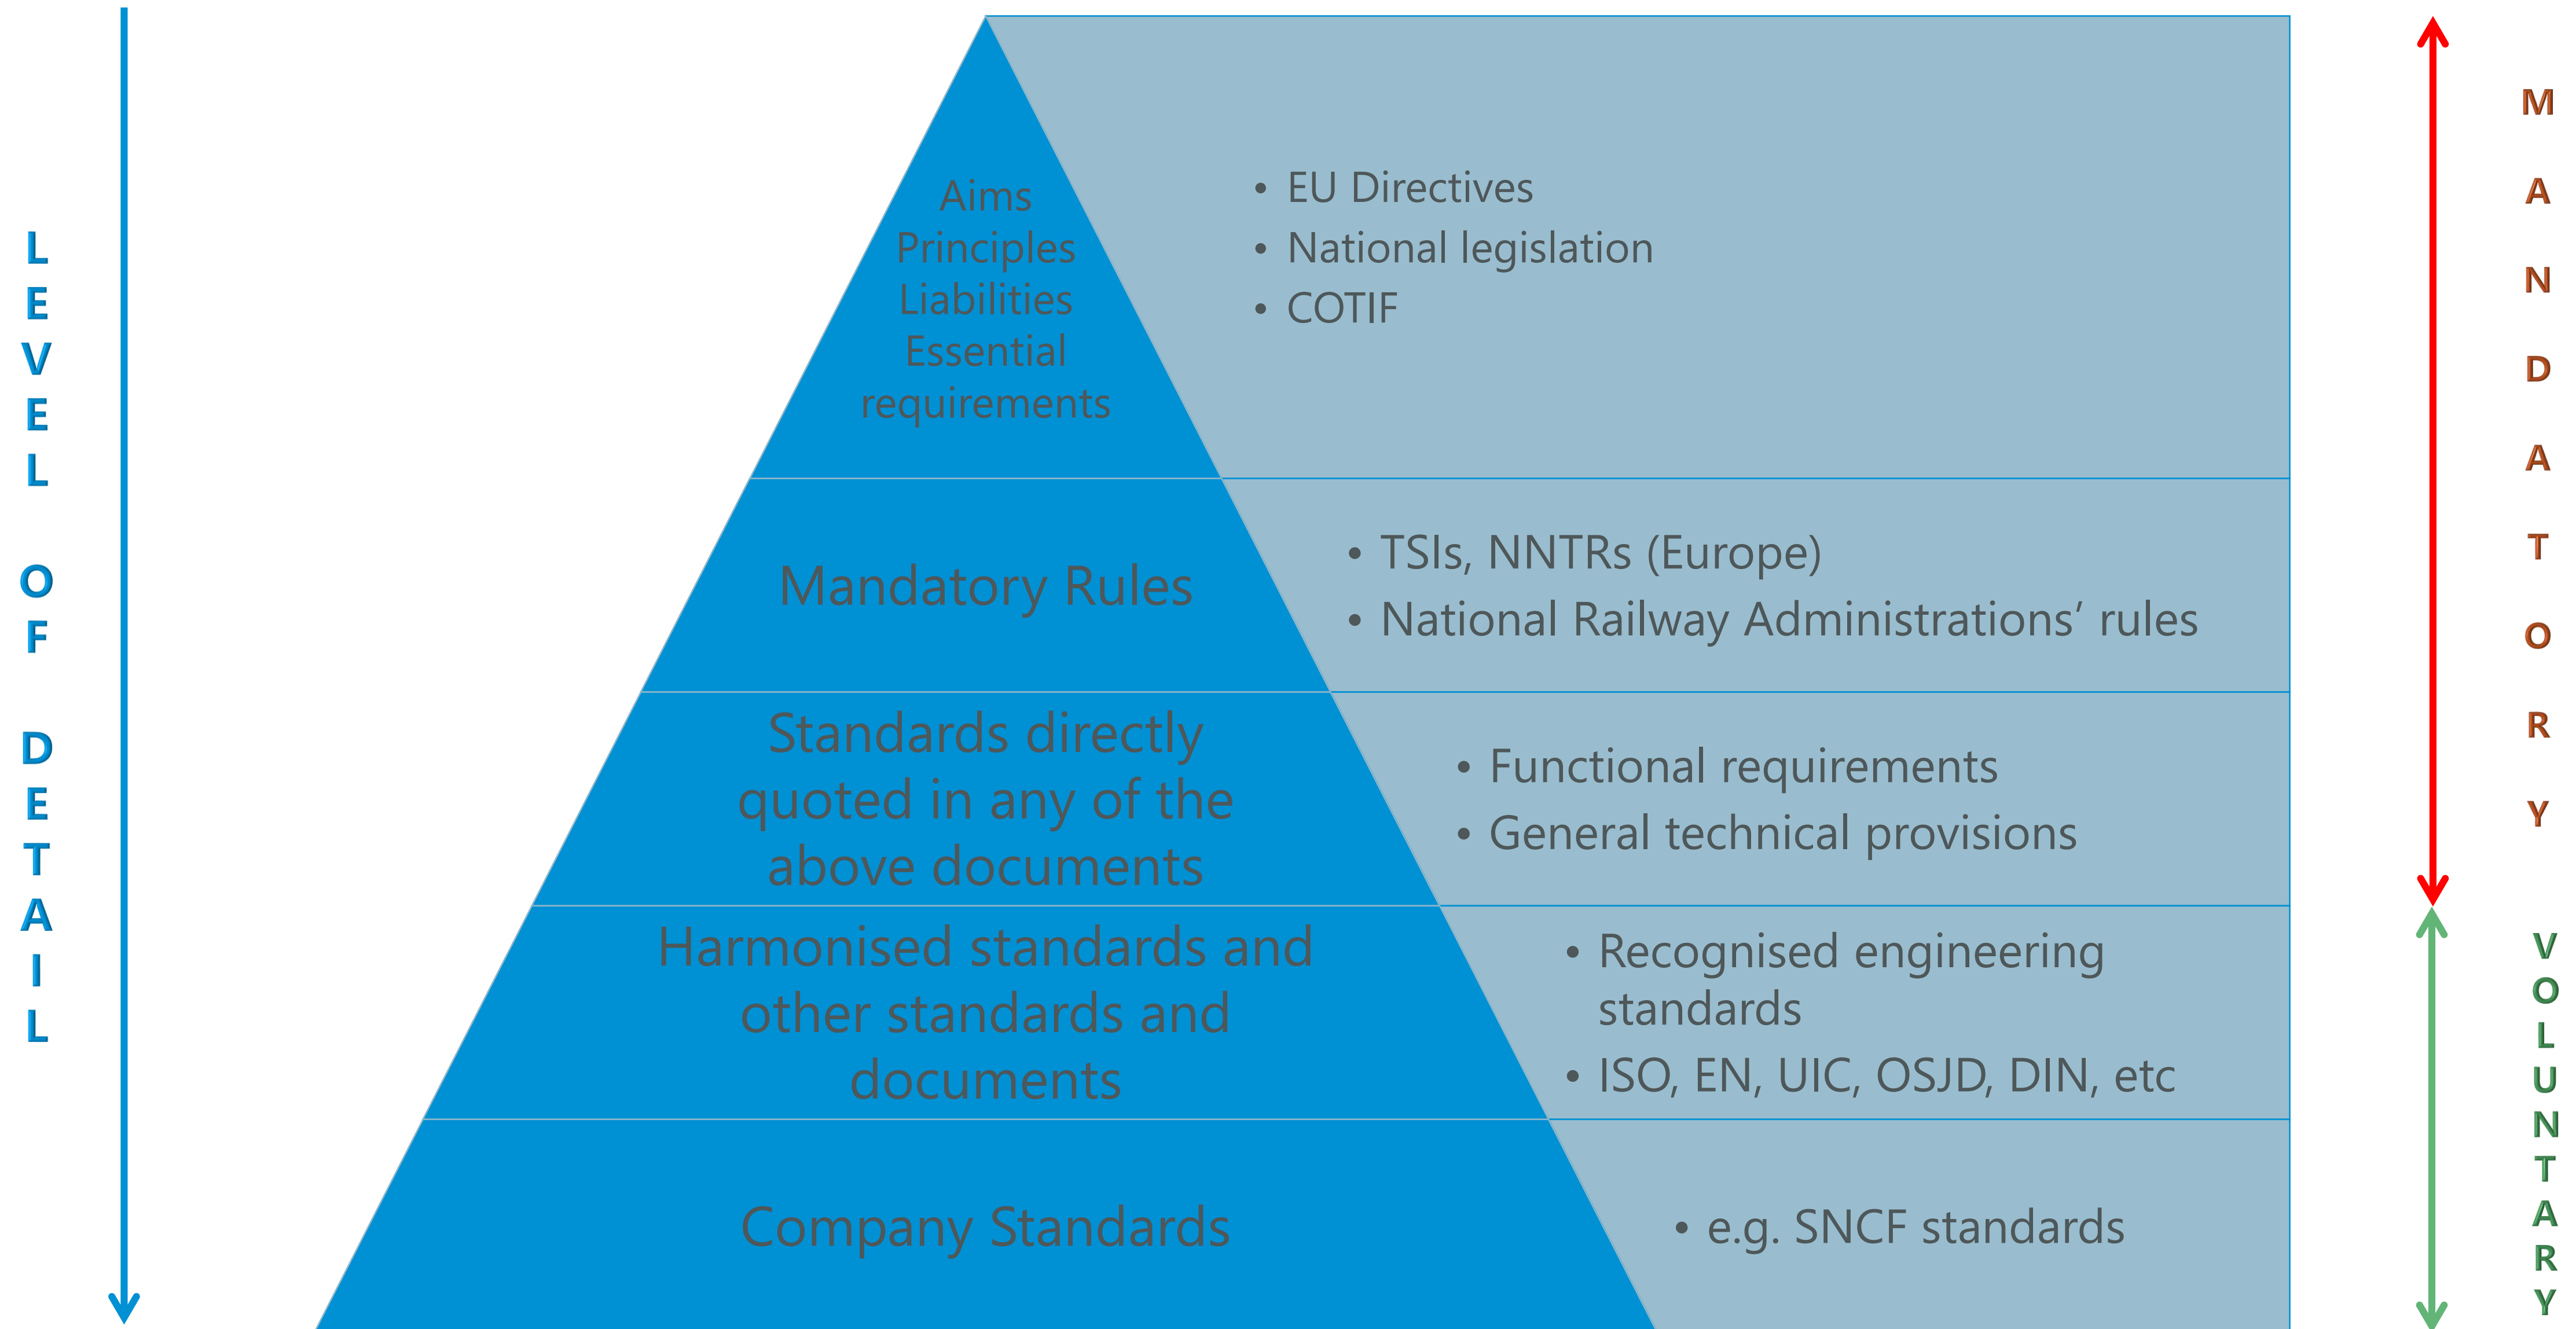 LEVEL OF DETAIL
Aims
Principles
Liabilities
Essential
requirements
• EU Directives
• National legislation
• COTIF
Mandatory Rules
• TSIs, NNTRs (Europe)
• National Railway Administrations’ rules
Standards directly
quoted in any of the
above documents
• Functional requirements
• General technical provisions
Harmonised standards and
other standards and
documents
• Recognised engineering
standards
• ISO, EN, UIC, OSJD, DIN, etc
Company Standards
• e.g. SNCF standards
MANDATORY
VOLUNTARY